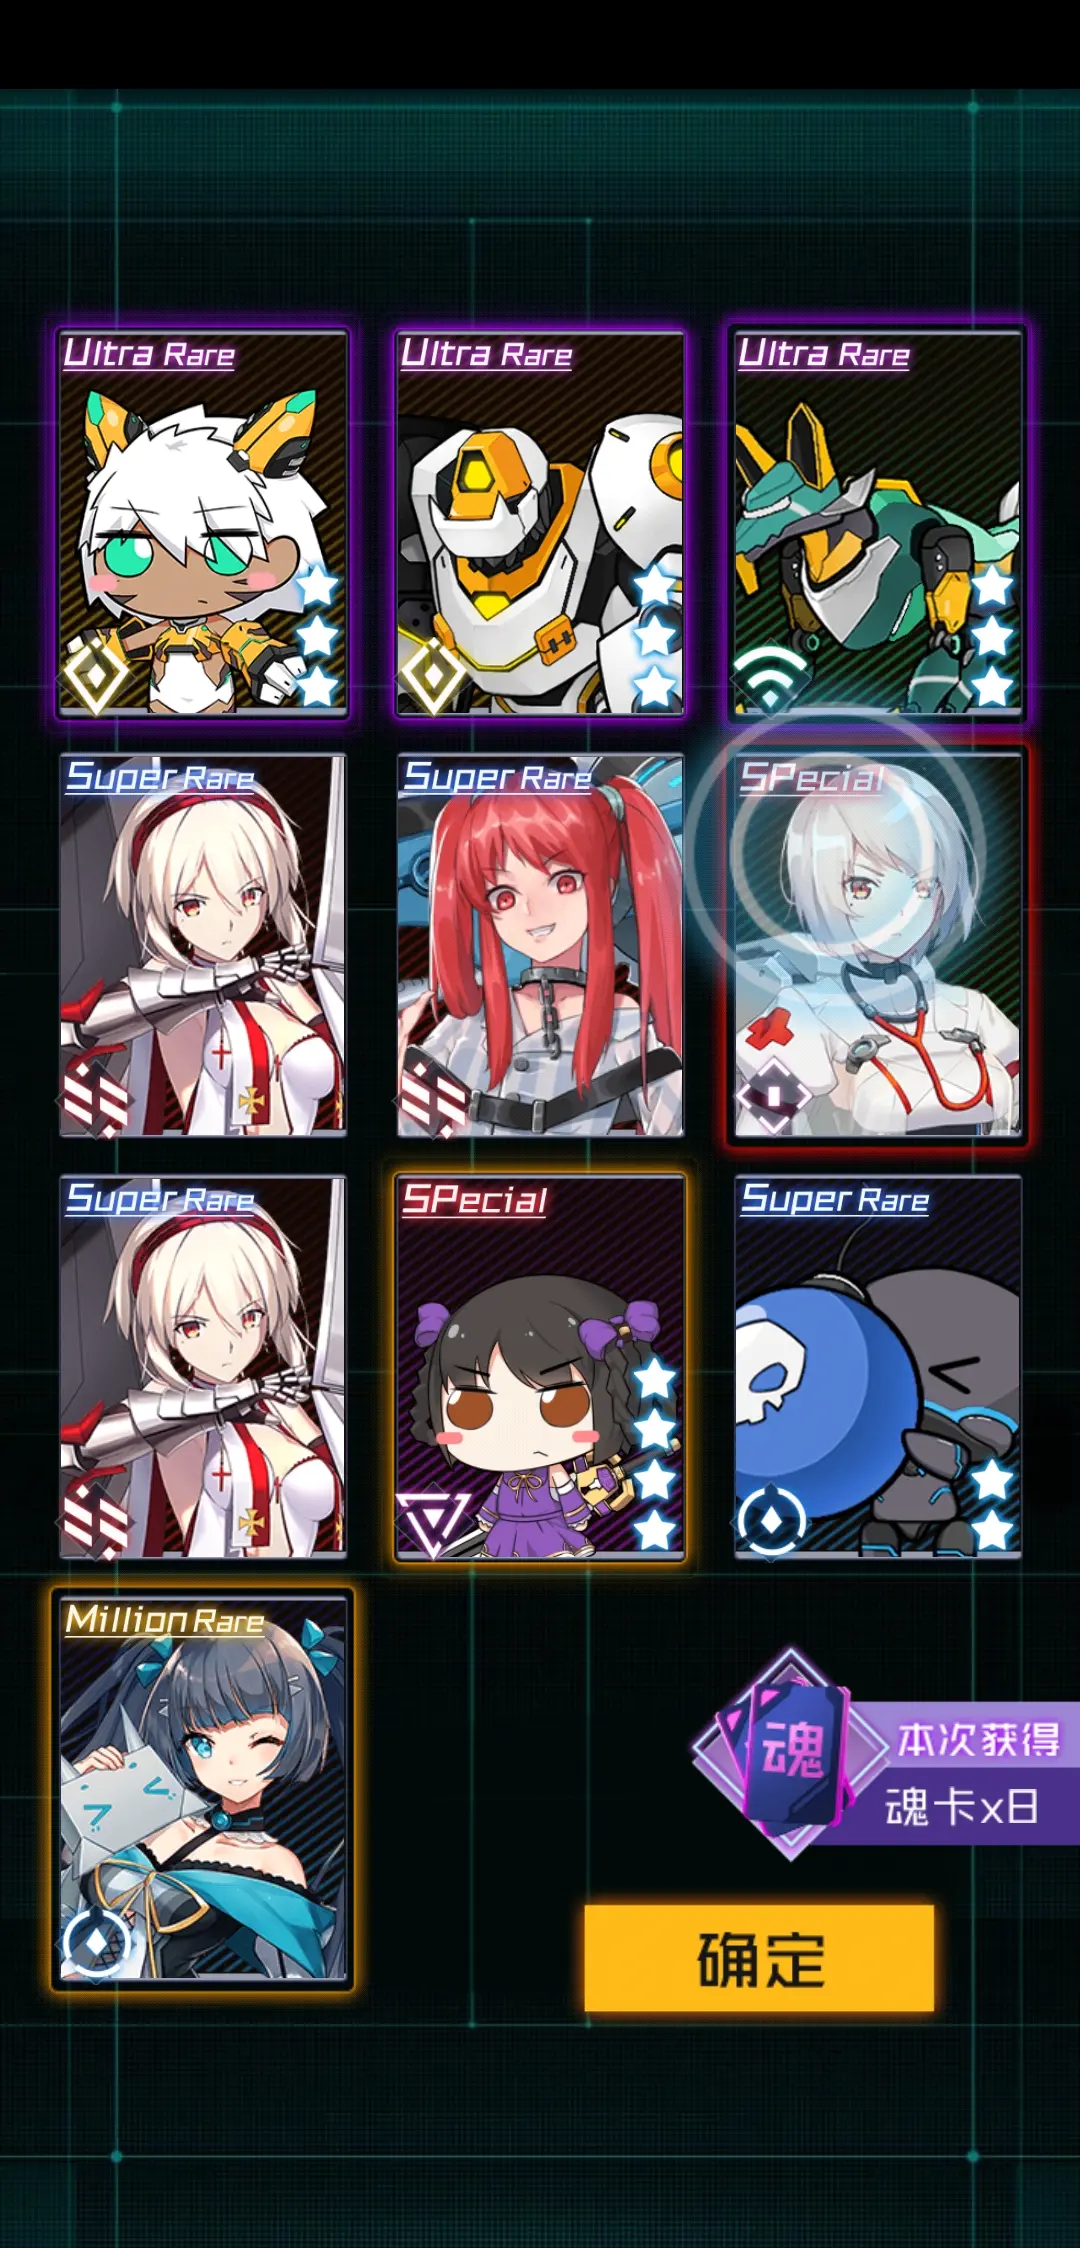 Ultra Rare
Ultra Rare
Ultra Rare
Super Rare
Super Rare
SPecial
Super Rare
SPecial
Super Rare
Million Rare
魂
本次获得
魂卡x8
确定